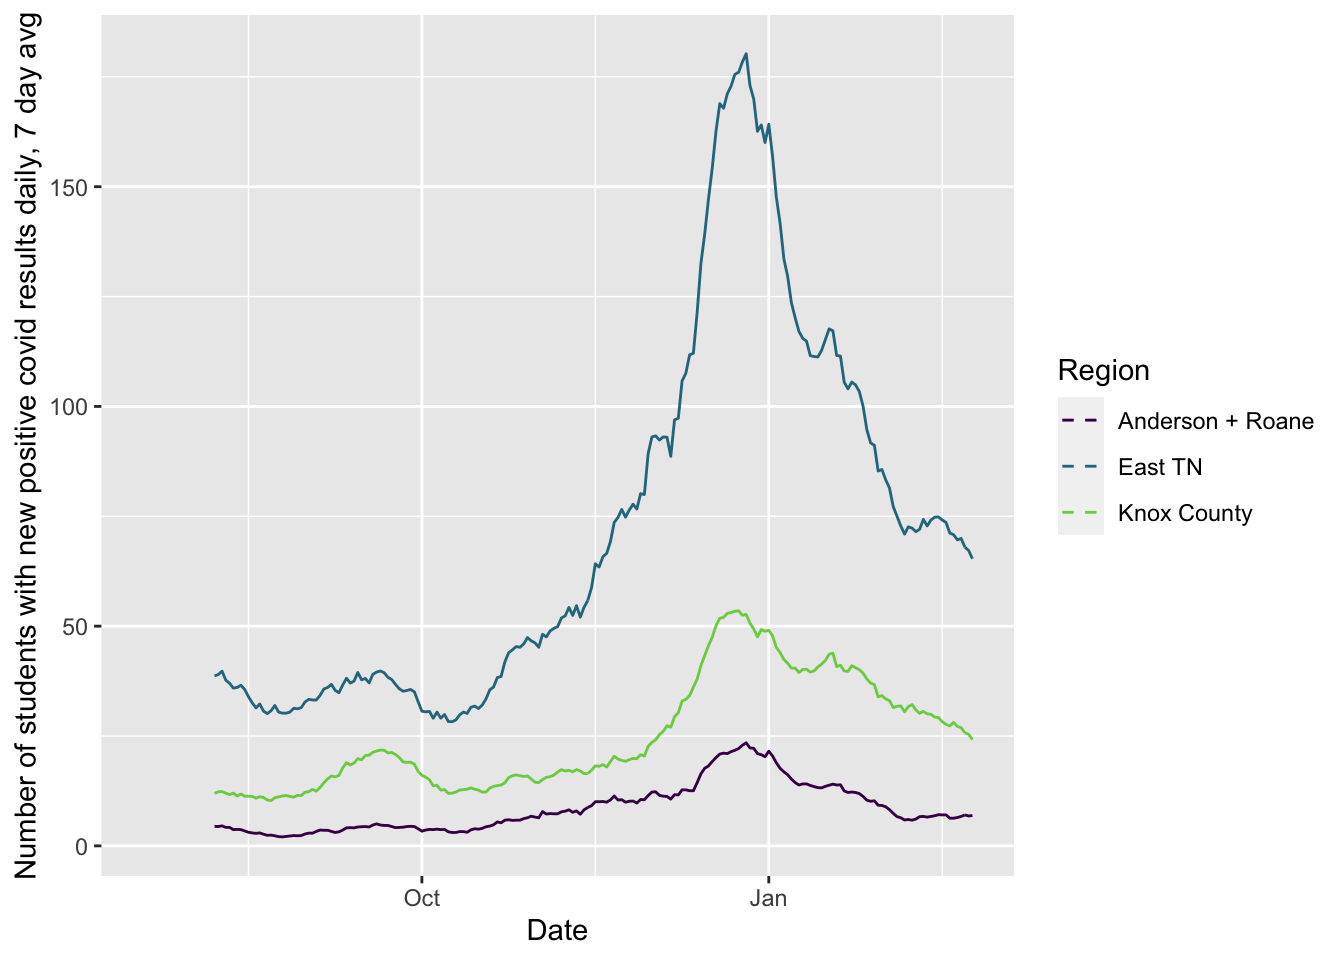 Number of students with new positive covid results daily, 7 day avg
150
100
50
0
Oct
Jan
Date
Region
Anderson + Roane
East TN
Knox County